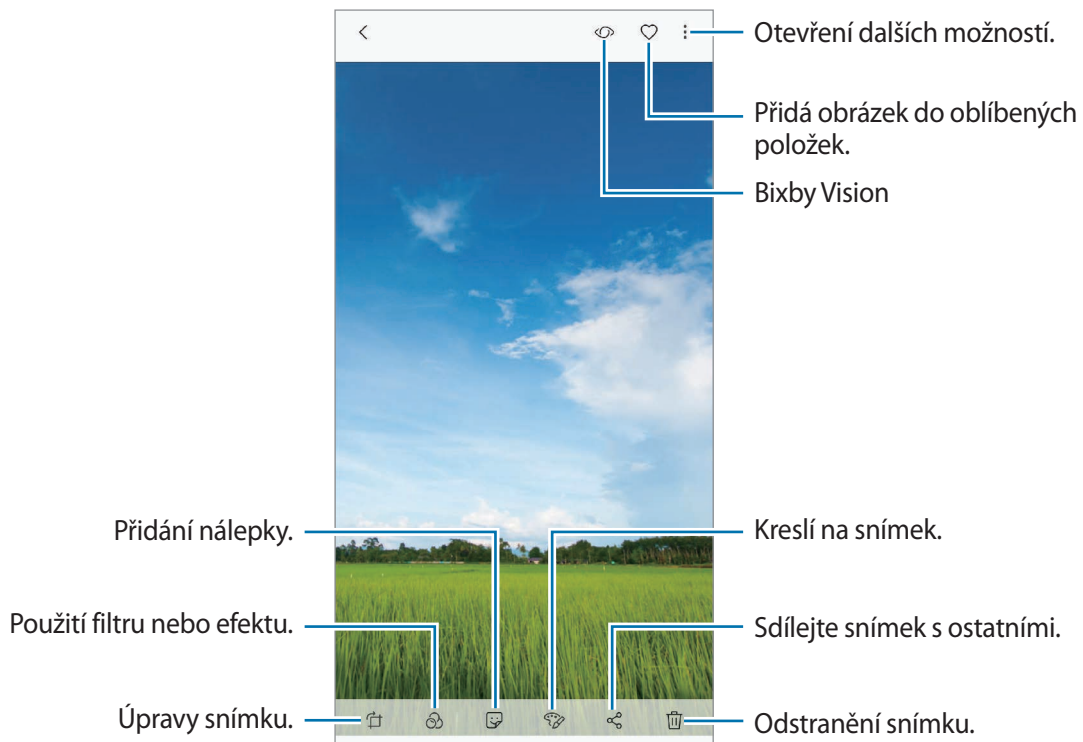 Otevření dalších možností.
Přidá obrázek do oblíbených
položek.
Bixby Vision
Přidání nálepky.
Kreslí na snímek.
Použití filtru nebo efektu.
Sdílejte snímek s ostatními.
Úpravy snímku.
Odstranění snímku.